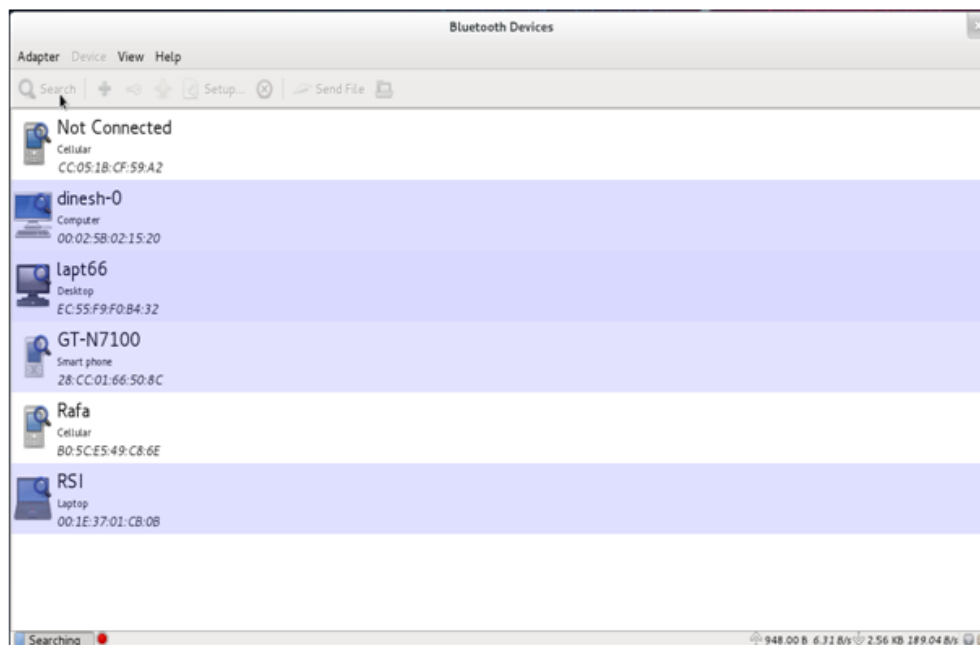 Bluetooth Devices
Adapter Device View Help
Search Setup... Send File
Not Connected
Cellular
CC:05:1B:CF:59:A2
dinesh-0
Computer
00:02:5B:02:15:20
lapt66
Desktop
EC:55:F9:F0:B4:32
GT-N7100
Smart phone
28:CC:01:66:50:8C
Rafa
Cellular
B0:5C:E5:49:C8:6E
RSI
Laptop
00:1E:37:01:CB:0B
Searching 948.00 B 6.31 B/s 2.56 KB 189.04 B/s